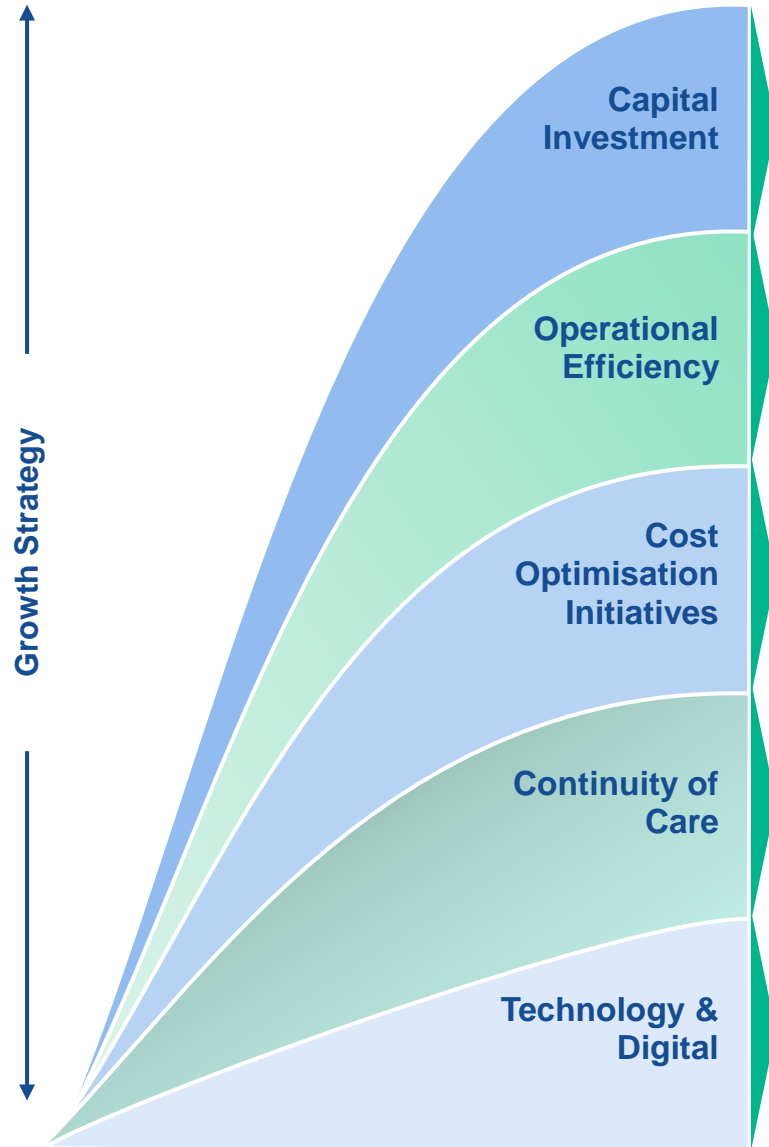 Growth Strategy
Capital
Investment
Operational
Efficiency
Cost
Optimisation
Initiatives
Continuity of
Care
Technology &
Digital